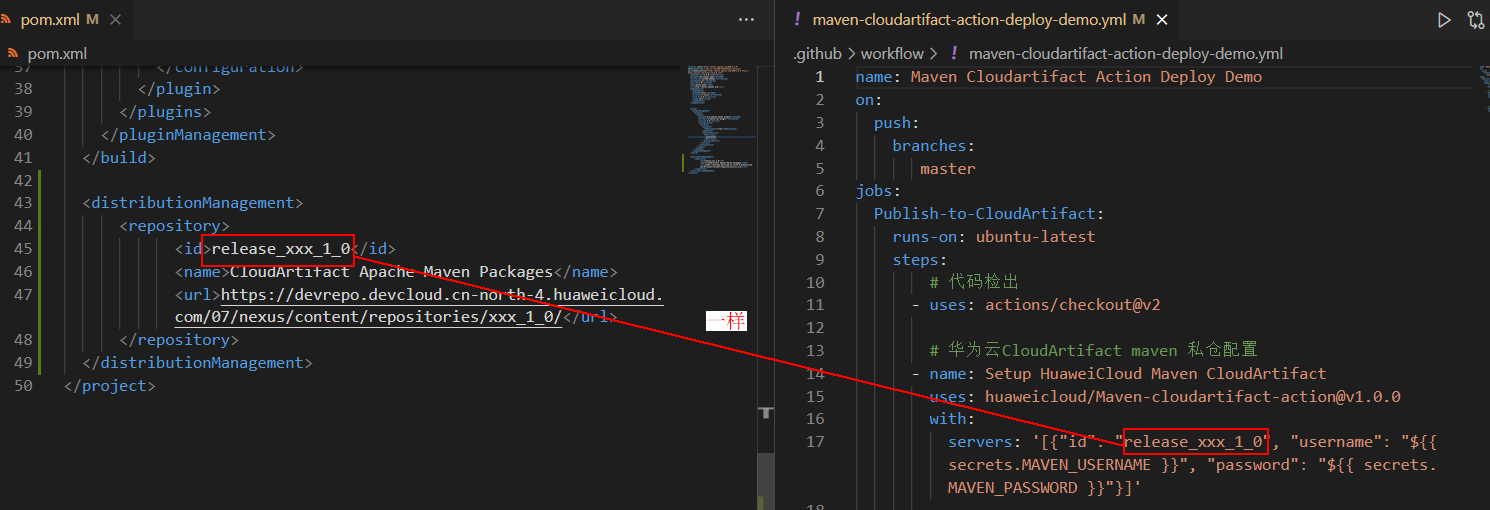 pom.xml M
pom.xml
37 </configuration>
38 </plugin>
39 </plugins>
40 </pluginManagement>
41 </build>
42
43 <distributionManagement>
44 <repository>
45 <id>release_xxx_1_0</id>
46 <name>CloudArtifact Apache Maven Packages</name>
47 <url>https://devrepo.devcloud.cn-north-4.huaweicloud.
com/07/nexus/content/repositories/xxx_1_0/</url>
48 </repository>
49 </distributionManagement>
50 </project>
一样
! maven-cloudartifact-action-deploy-demo.yml M
.github > workflow > ! maven-cloudartifact-action-deploy-demo.yml
1 name: Maven Cloudartifact Action Deploy Demo
2 on:
3 push:
4 branches:
5 master
6 jobs:
7 Publish-to-CloudArtifact:
8 runs-on: ubuntu-latest
9 steps:
10 # 代码检出
11 - uses: actions/checkout@v2
12
13 # 华为云CloudArtifact maven 私仓配置
14 - name: Setup HuaweiCloud Maven CloudArtifact
15 uses: huaweicloud/Maven-cloudartifact-action@v1.0.0
16 with:
17 servers: '[{"id": "release_xxx_1_0", "username": "${{
secrets.MAVEN_USERNAME }}", "password": "${{ secrets.
MAVEN_PASSWORD }}"}]'
18